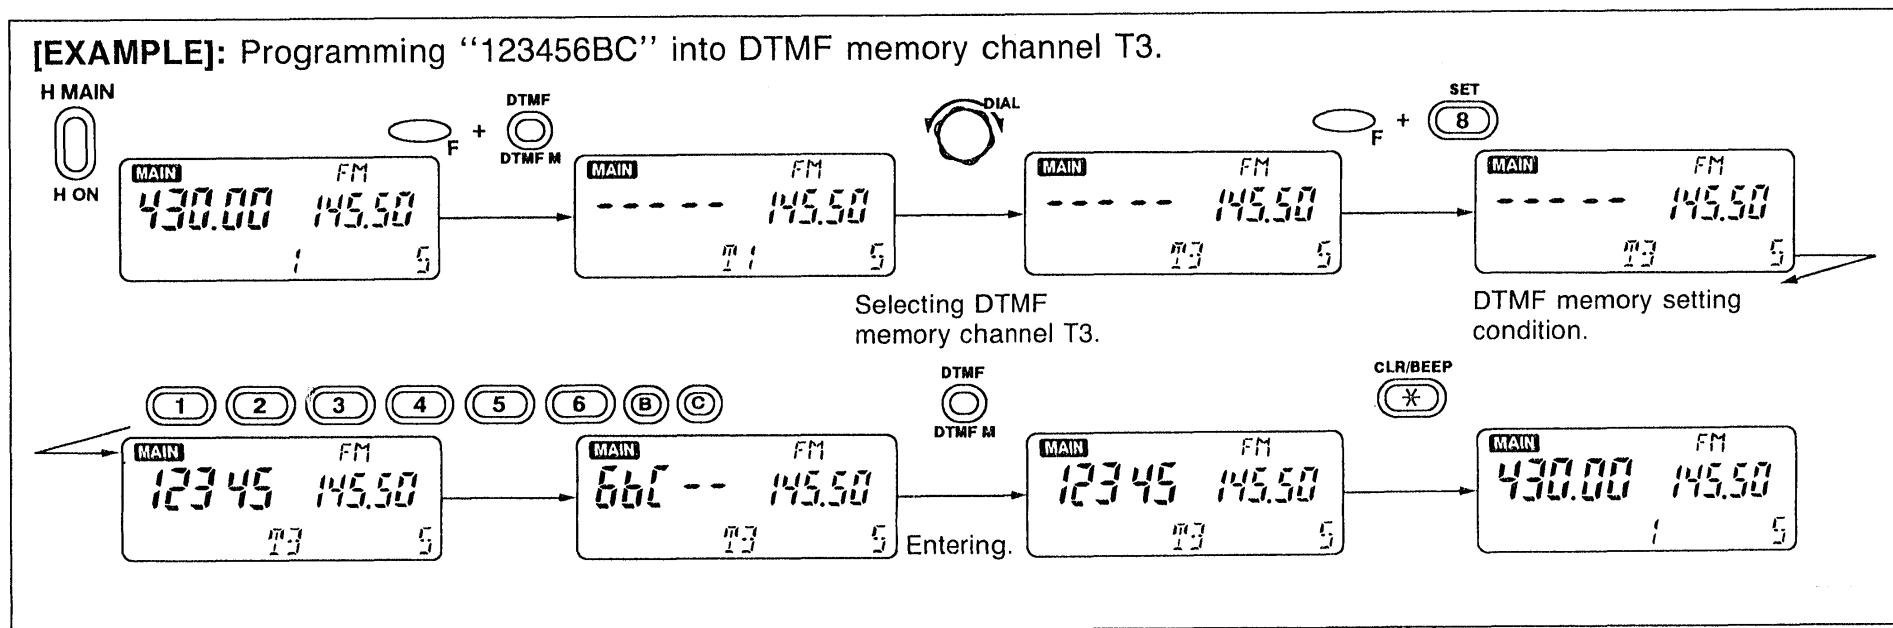 [EXAMPLE]: Programming “123456BC” into DTMF memory channel T3.
H MAIN
H ON
F + DTMF
DTMF M
DIAL
F + SET
8
MAIN FM
430.00 145.50
1 5
MAIN FM
- - - - - 145.50
T1 5
MAIN FM
- - - - - 145.50
T3 5
MAIN FM
- - - - - 145.50
T3 5
Selecting DTMF
memory channel T3.
DTMF memory setting
condition.
1 2 3 4 5 6 B C
DTMF
DTMF M
CLR/BEEP
*
MAIN FM
12345 145.50
T3 5
MAIN FM
6bC-- 145.50
T3 5
Entering.
MAIN FM
12345 145.50
T3 5
MAIN FM
430.00 145.50
1 5